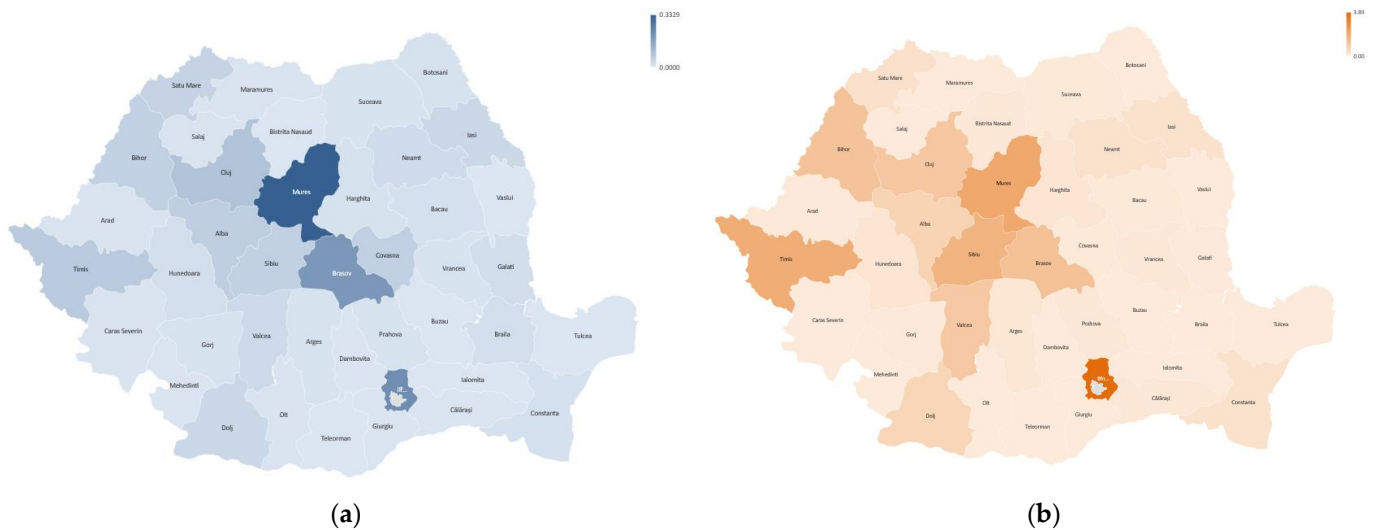 0.3329
0.0000
Satu Mare
Maramures
Botosani
Suceava
Salaj
Bistrita Nasaud
Iasi
Bihor
Cluj
Neamt
Mures
Harghita
Bacau
Vaslui
Arad
Alba
Timis
Hunedoara
Sibiu
Brasov
Covasna
Vrancea
Galati
Caras Severin
Gorj
Valcea
Arges
Prahova
Buzau
Braila
Tulcea
Dambovita
Mehedinti
Ilf...
Ialomita
Olt
Dolj
Teleorman
Giurgiu
Călărași
Constanta
(a)
0.00
Satu Mare
Maramures
Botosani
Suceava
Salaj
Bistrita Nasaud
Iasi
Bihor
Cluj
Neamt
Mures
Harghita
Bacau
Vaslui
Arad
Alba
Timis
Hunedoara
Sibiu
Brasov
Covasna
Vrancea
Galati
Caras Severin
Gorj
Valcea
Arges
Prahova
Buzau
Braila
Tulcea
Dambovita
Mehedinti
Ialomita
Olt
Dolj
Teleorman
Giurgiu
Călărași
Constanta
(b)